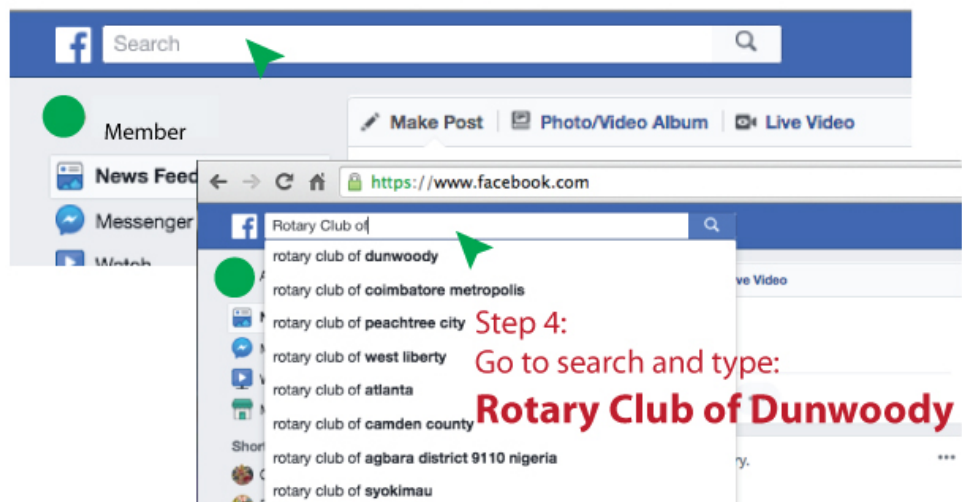 f Search
Member
Make Post Photo/Video Album Live Video
News Feed
Messenger
https://www.facebook.com
f Rotary Club of
rotary club of dunwoody
ve Video
rotary club of coimbatore metropolis
rotary club of peachtree city
Step 4:
rotary club of west liberty
Go to search and type:
rotary club of atlanta
Rotary Club of Dunwoody
rotary club of camden county
Shor
rotary club of agbara district 9110 nigeria
ry.
rotary club of syokimau